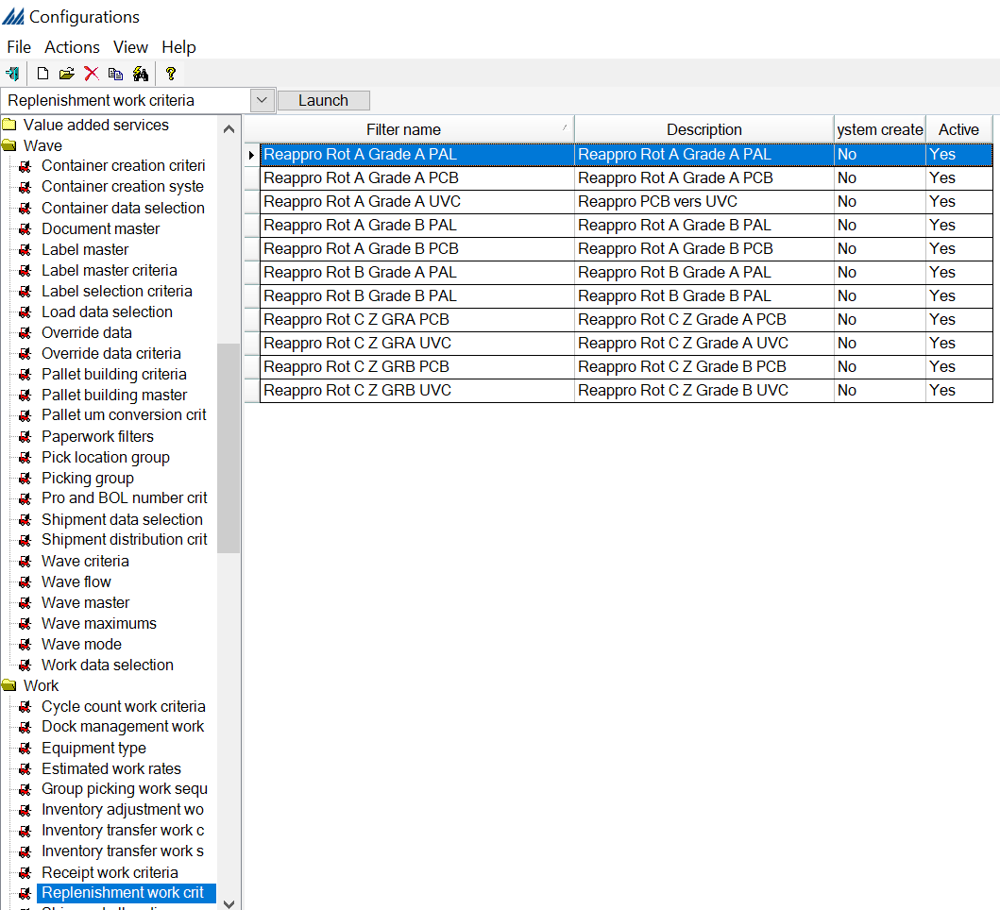 Configurations
File Actions View Help
Replenishment work criteria Launch
Value added services
Wave
Container creation criteri
Container creation syste
Container data selection
Document master
Label master
Label master criteria
Label selection criteria
Load data selection
Override data
Override data criteria
Pallet building criteria
Pallet building master
Pallet um conversion crit
Paperwork filters
Pick location group
Picking group
Pro and BOL number crit
Shipment data selection
Shipment distribution crit
Wave criteria
Wave flow
Wave master
Wave maximums
Wave mode
Work data selection
Work
Cycle count work criteria
Dock management work
Equipment type
Estimated work rates
Group picking work sequ
Inventory adjustment wo
Inventory transfer work c
Inventory transfer work s
Receipt work criteria
Replenishment work crit
Filter name Description ystem create Active
Reappro Rot A Grade A PAL Reappro Rot A Grade A PAL No Yes
Reappro Rot A Grade A PCB Reappro Rot A Grade A PCB No Yes
Reappro Rot A Grade A UVC Reappro PCB vers UVC No Yes
Reappro Rot A Grade B PAL Reappro Rot A Grade B PAL No Yes
Reappro Rot A Grade B PCB Reappro Rot A Grade B PCB No Yes
Reappro Rot B Grade A PAL Reappro Rot B Grade A PAL No Yes
Reappro Rot B Grade B PAL Reappro Rot B Grade B PAL No Yes
Reappro Rot C Z GRA PCB Reappro Rot C Z Grade A PCB No Yes
Reappro Rot C Z GRA UVC Reappro Rot C Z Grade A UVC No Yes
Reappro Rot C Z GRB PCB Reappro Rot C Z Grade B PCB No Yes
Reappro Rot C Z GRB UVC Reappro Rot C Z Grade B UVC No Yes